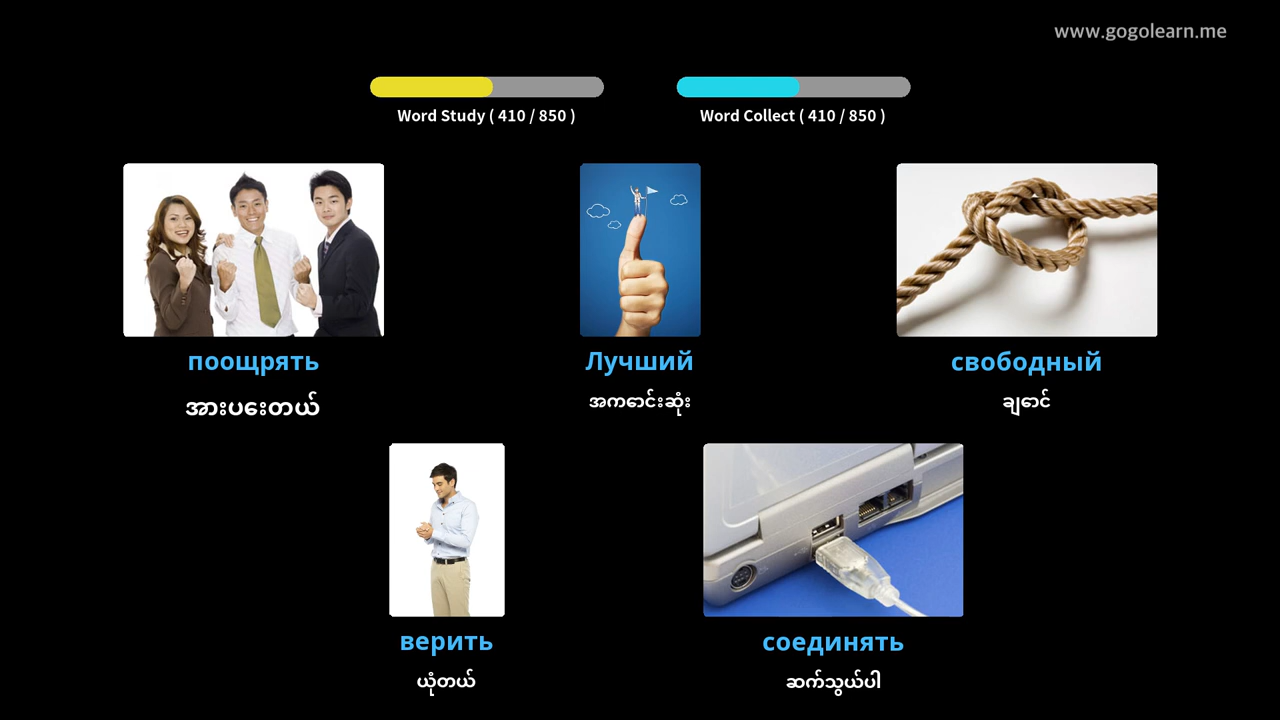 www.gogolearn.me
Word Study ( 410 / 850 )
Word Collect ( 410 / 850 )
поощрять
Лучший
свободный
အားပးေတယ်
အကောင်းဆုံး
ချောင်
верить
соединять
ယုံတယ်
ဆက်သွယ်ပါ